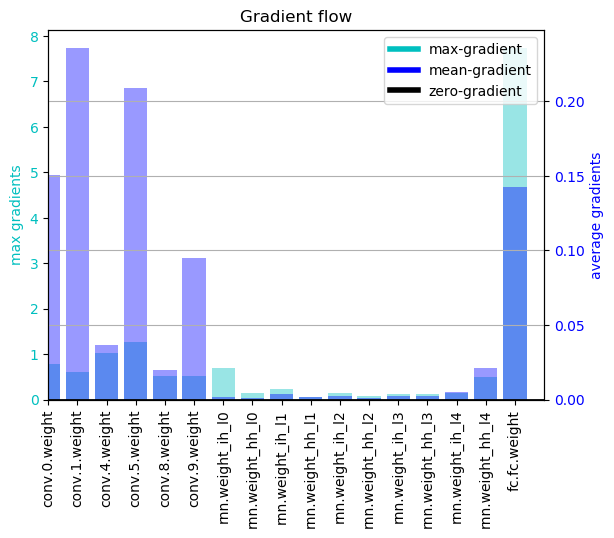 Gradient flow
max-gradient
mean-gradient
zero-gradient
8
7
6
5
4
3
2
1
0
max gradients
0.20
0.15
0.10
0.05
0.00
average gradients
conv.0.weight
conv.1.weight
conv.4.weight
conv.5.weight
conv.8.weight
conv.9.weight
rnn.weight_ih_l0
rnn.weight_hh_l0
rnn.weight_ih_l1
rnn.weight_hh_l1
rnn.weight_ih_l2
rnn.weight_hh_l2
rnn.weight_ih_l3
rnn.weight_hh_l3
rnn.weight_ih_l4
rnn.weight_hh_l4
fc.fc.weight